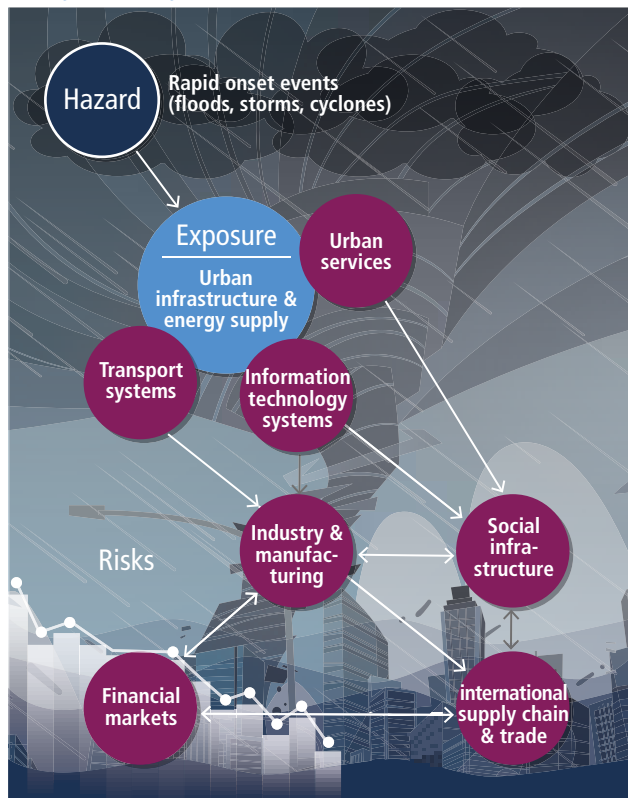 Hazard
Rapid onset events
(floods, storms, cyclones)
Exposure
Urban
infrastructure &
energy supply
Urban
services
Transport
systems
Information
technology
systems
Industry &
manufac-
turing
Social
infra-
structure
Risks
Financial
markets
international
supply chain
& trade